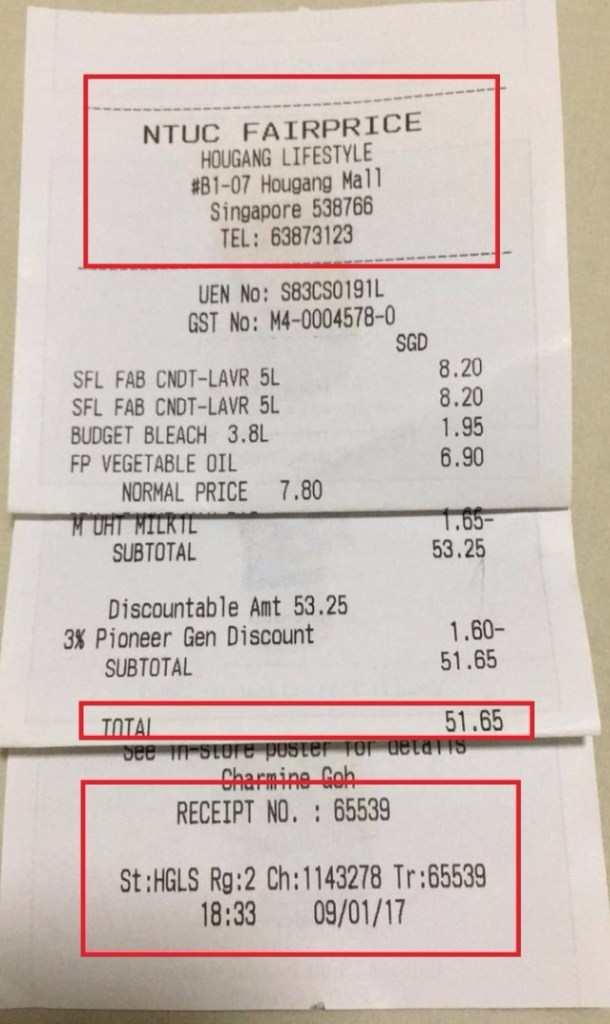 NTUC FAIRPRICE
HOUGANG LIFESTYLE
#B1-07 Hougang Mall
Singapore 538766
TEL: 63873123
UEN No: S83CS0191L
GST No: M4-0004578-0
SGD
SFL FAB CNDT-LAVR 5L 8.20
SFL FAB CNDT-LAVR 5L 8.20
BUDGET BLEACH 3.8L 1.95
FP VEGETABLE OIL 6.90
NORMAL PRICE 7.80
M UHT MILK1L 1.65-
SUBTOTAL 53.25
Discountable Amt 53.25
3% Pioneer Gen Discount 1.60-
SUBTOTAL 51.65
TOTAL 51.65
See in-store poster for details
Charmine Goh
RECEIPT NO. : 65539
St:HGLS Rg:2 Ch:1143278 Tr:65539
18:33 09/01/17